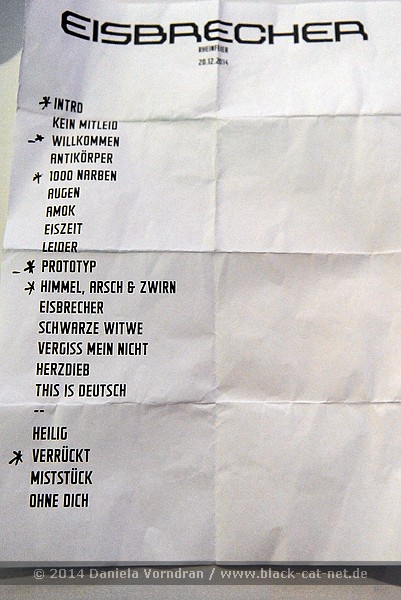 EISBRECHER
RHEINFEUER
20.12.2014
INTRO
KEIN MITLEID
WILLKOMMEN
ANTIKÖRPER
1000 NARBEN
AUGEN
AMOK
EISZEIT
LEIDER
PROTOTYP
HIMMEL, ARSCH & ZWIRN
EISBRECHER
SCHWARZE WITWE
VERGISS MEIN NICHT
HERZDIEB
THIS IS DEUTSCH
--
HEILIG
VERRÜCKT
MISTSTÜCK
OHNE DICH
© 2014 Daniela Vorndran / www.black-cat-net.de